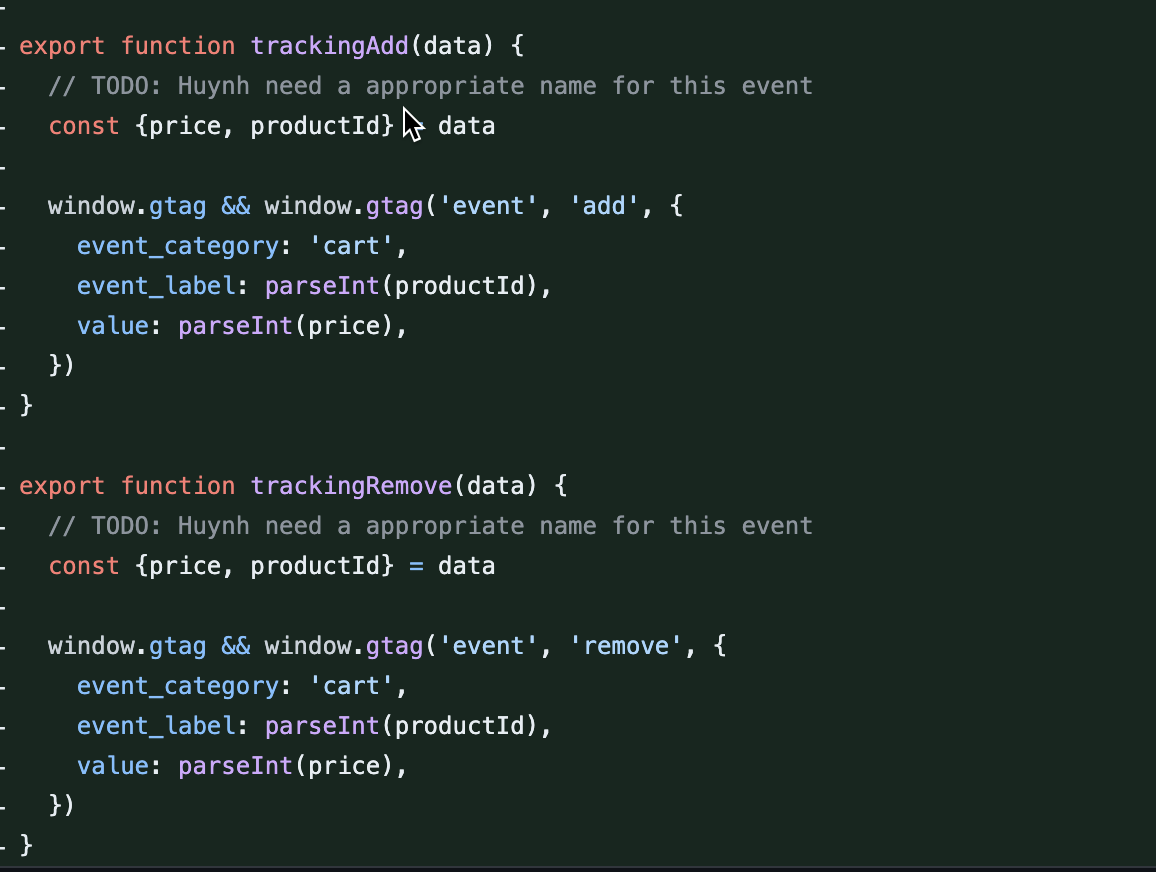 export function trackingAdd(data) {
// TODO: Huynh need a appropriate name for this event
const {price, productId} = data
window.gtag && window.gtag('event', 'add', {
event_category: 'cart',
event_label: parseInt(productId),
value: parseInt(price),
})
}
export function trackingRemove(data) {
// TODO: Huynh need a appropriate name for this event
const {price, productId} = data
window.gtag && window.gtag('event', 'remove', {
event_category: 'cart',
event_label: parseInt(productId),
value: parseInt(price),
})
}